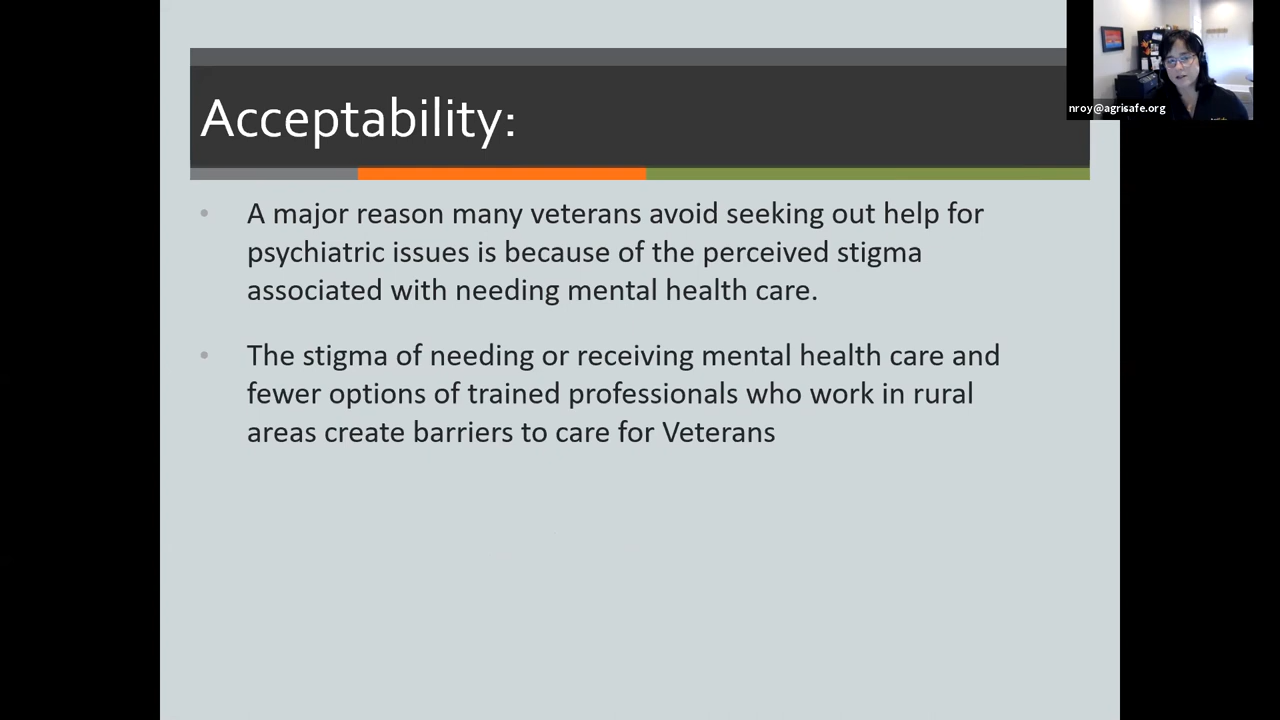 Acceptability:
nroy@agrisafe.org
• A major reason many veterans avoid seeking out help for
psychiatric issues is because of the perceived stigma
associated with needing mental health care.
• The stigma of needing or receiving mental health care and
fewer options of trained professionals who work in rural
areas create barriers to care for Veterans